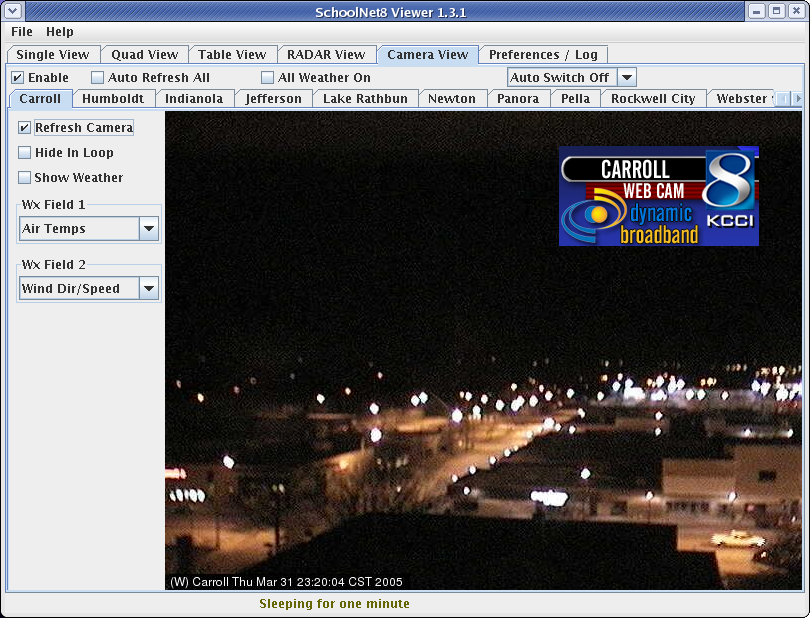 SchoolNet8 Viewer 1.3.1
File Help
Single View Quad View Table View RADAR View Camera View Preferences / Log
Enable Auto Refresh All All Weather On Auto Switch Off
Carroll Humboldt Indianola Jefferson Lake Rathbun Newton Panora Pella Rockwell City Webster
Refresh Camera
Hide In Loop
Show Weather
Wx Field 1
Air Temps
Wx Field 2
Wind Dir/Speed
CARROLL
WEB CAM
8
KCCI
dynamic
broadband
(W) Carroll Thu Mar 31 23:20:04 CST 2005
Sleeping for one minute